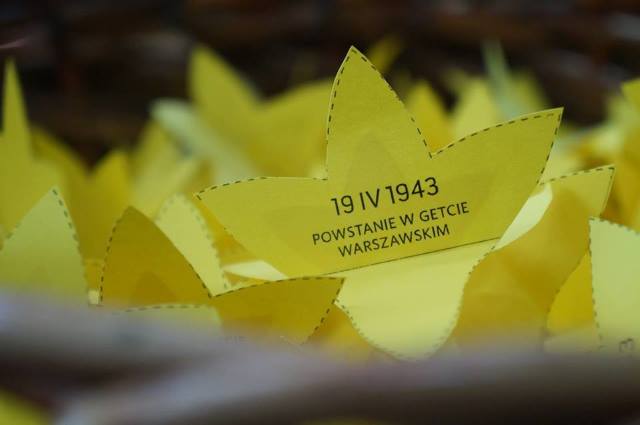 19 IV 1943
POWSTANIE W GETCIE
WARSZAWSKIM